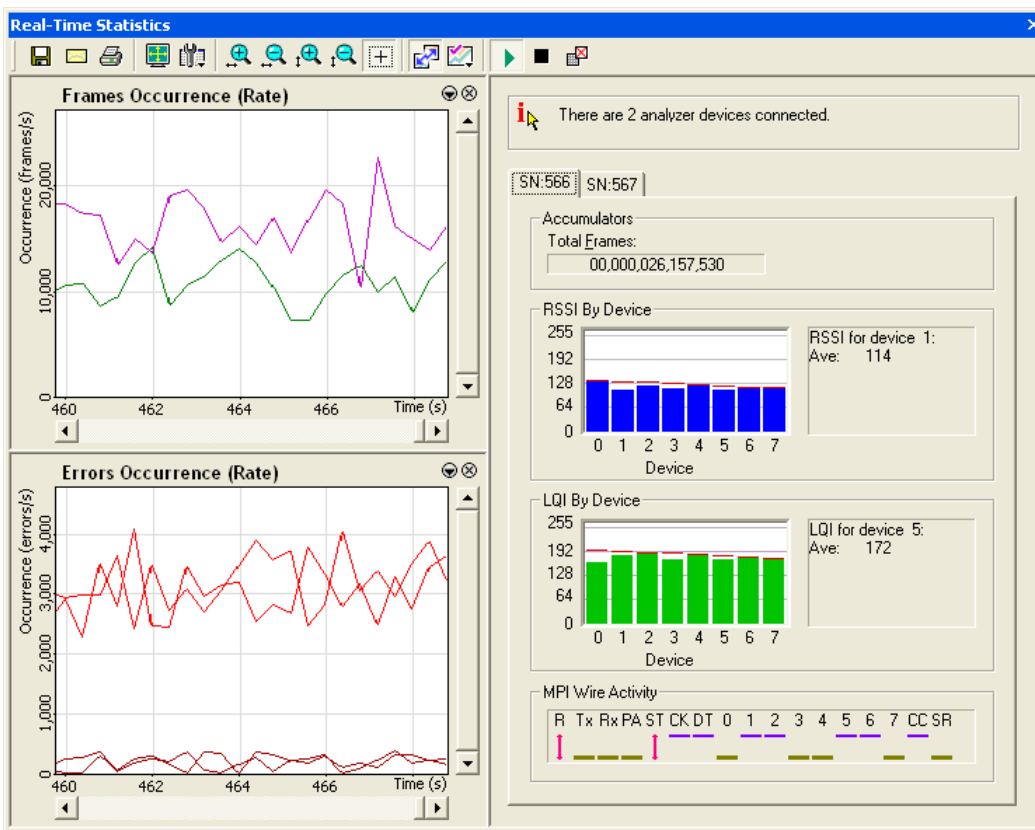 Real-Time Statistics
Frames Occurrence (Rate)
Occurrence (frames/s)
20,000
10,000
0
460 462 464 466 Time (s)
Errors Occurrence (Rate)
Occurrence (errors/s)
4,000
3,000
2,000
1,000
0
460 462 464 466 Time (s)
There are 2 analyzer devices connected.
SN:566 SN:567
Accumulators
Total Frames:
00,000,026,157,530
RSSI By Device
255
192
128
64
0
0 1 2 3 4 5 6 7
Device
RSSI for device 1:
Ave: 114
LQI By Device
255
192
128
64
0
0 1 2 3 4 5 6 7
Device
LQI for device 5:
Ave: 172
MPI Wire Activity
R Tx Rx PA ST CK DT 0 1 2 3 4 5 6 7 CC SR